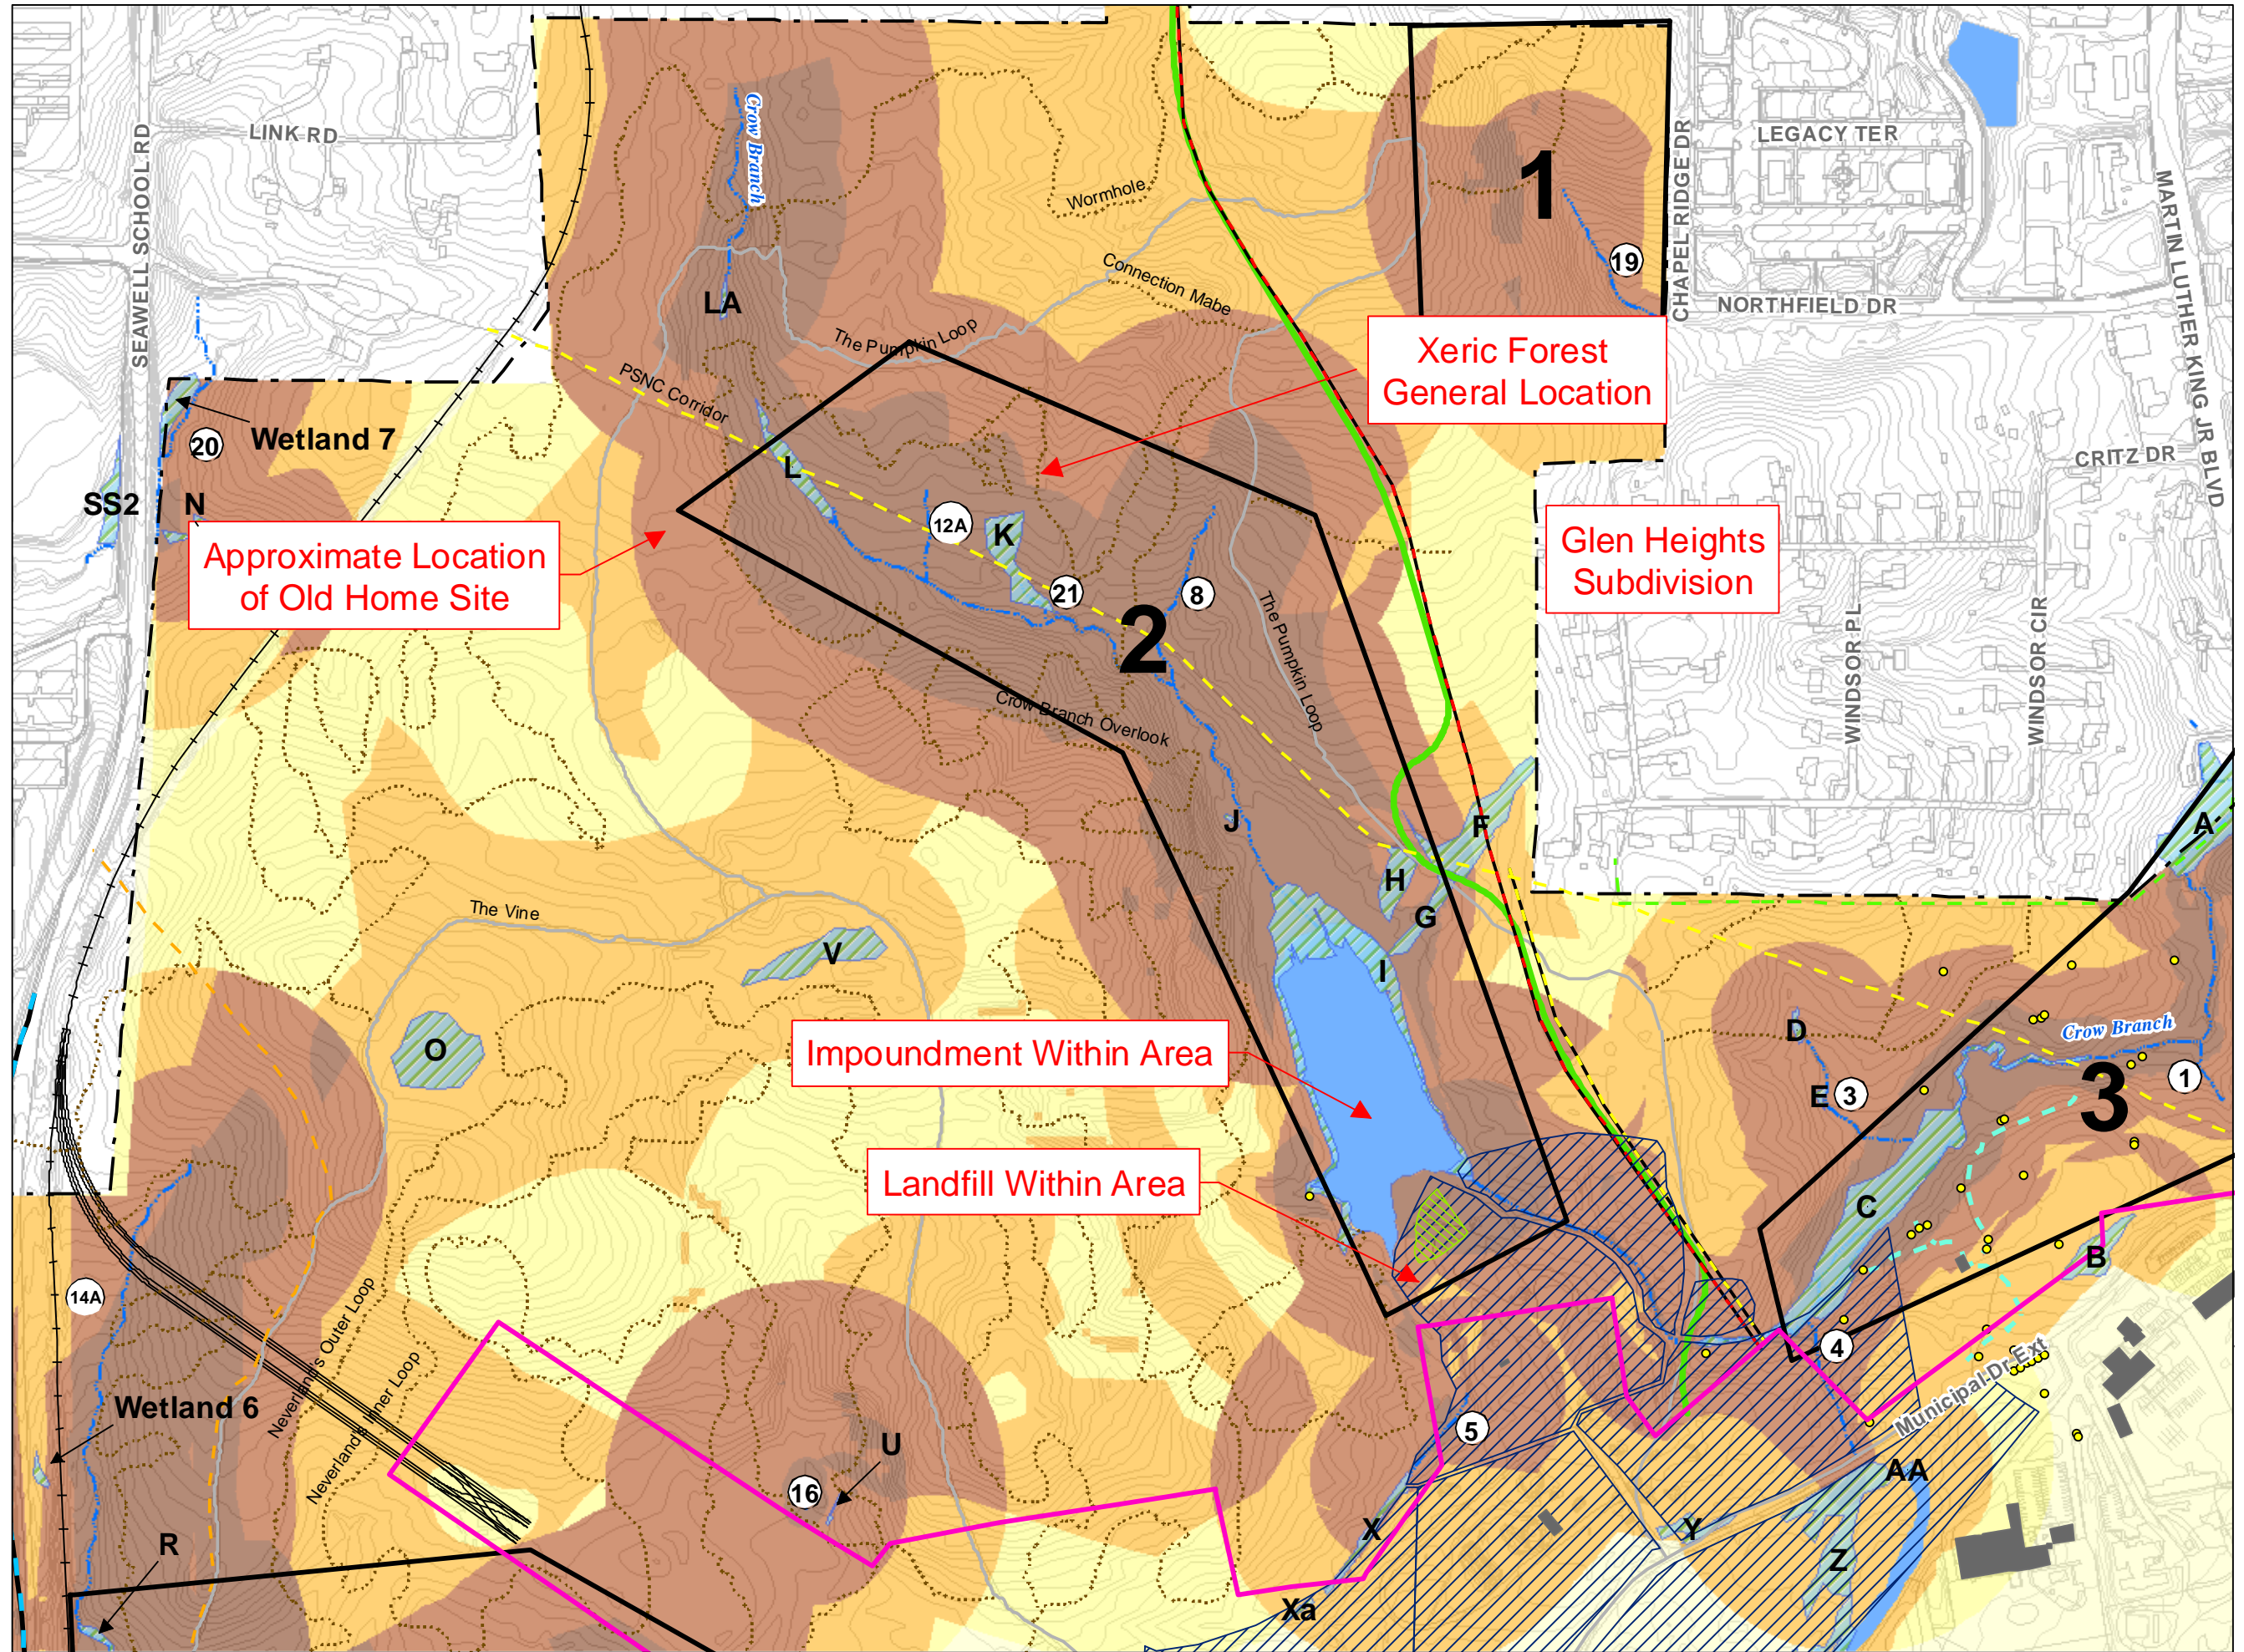 LINK RD
SEAWELL SCHOOL RD
Crow Branch
Wormhole
1
19
CHAPEL RIDGE DR
LEGACY TER
MARTIN LUTHER KING JR BLVD
NORTHFIELD DR
Connection Mabe
LA
The Pumpkin Loop
PSNC Corridor
Xeric Forest
General Location
Wetland 7
20
SS2
N
L
12A
K
21
8
2
CRITZ DR
Approximate Location
of Old Home Site
Glen Heights
Subdivision
The Pumpkin Loop
WINDSOR PL
WINDSOR CIR
Crow Branch Overlook
J
F
A
H
G
The Vine
V
I
O
D
Crow Branch
Impoundment Within Area
E
3
3
1
Landfill Within Area
C
B
14A
Neverland's Outer Loop
4
Municipal Dr Ext
Neverland's Inner Loop
Wetland 6
5
U
16
AA
R
X
Y
Z
Xa